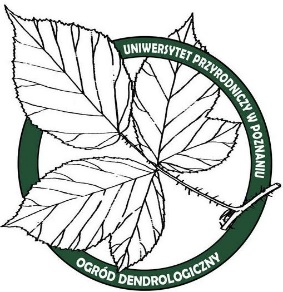 UNIWERSYTET PRZYRODNICZY W POZNANIU
OGRÓD DENDROLOGICZNY